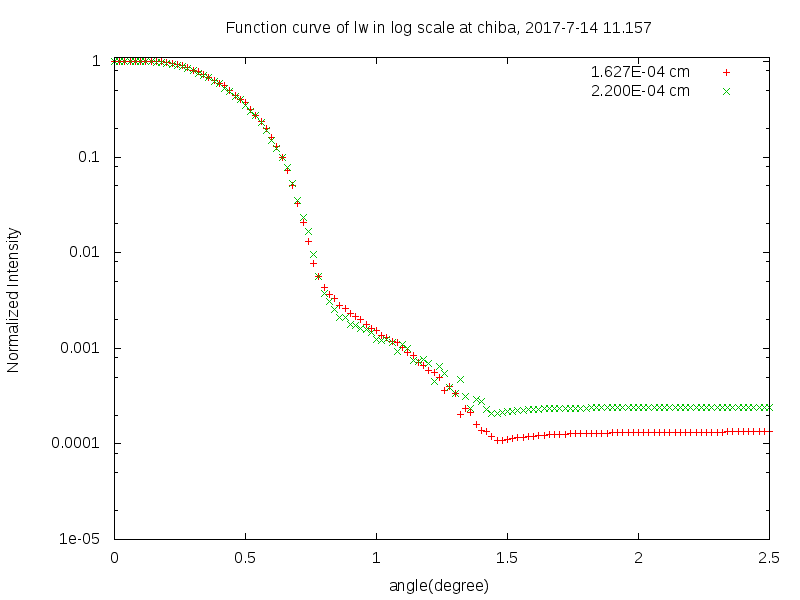 Function curve of lw in log scale at chiba, 2017-7-14 11.157
1.627E-04 cm
2.200E-04 cm
Normalized Intensity
1
0.1
0.01
0.001
0.0001
1e-05
0 0.5 1 1.5 2 2.5
angle(degree)